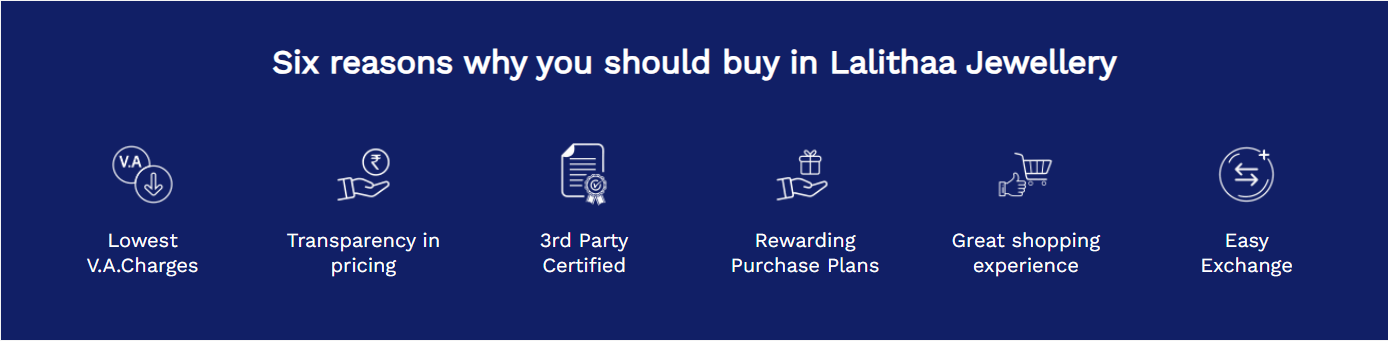 Six reasons why you should buy in Lalithaa Jewellery
V.A
₹
Lowest
V.A.Charges
Transparency in
pricing
3rd Party
Certified
Rewarding
Purchase Plans
Great shopping
experience
Easy
Exchange